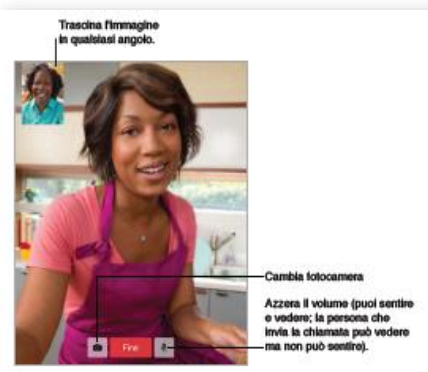 Trascina l'immagine
in qualsiasi angolo.
Cambia fotocamera
Azzera il volume (puoi sentire
e vedere; la persona che
invia la chiamata può vedere
ma non può sentire).
Fine